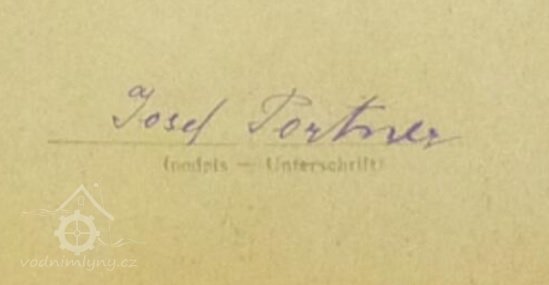 Josef Portner
(podpis — Unterschrift)
vodnimlyny.cz